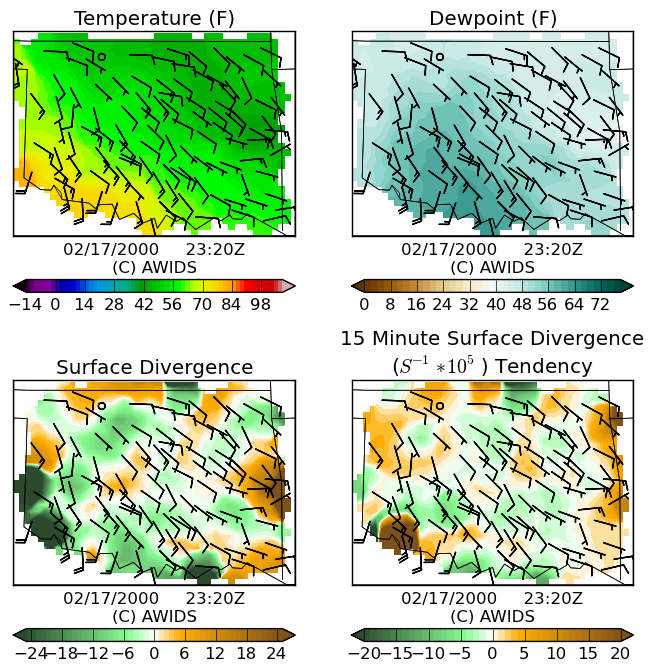 Temperature (F)
Dewpoint (F)
02/17/2000 23:20Z
(C) AWIDS
02/17/2000 23:20Z
(C) AWIDS
−14 0 14 28 42 56 70 84 98
0 8 16 24 32 40 48 56 64 72
Surface Divergence
15 Minute Surface Divergence
(S⁻¹ *10⁵ ) Tendency
02/17/2000 23:20Z
(C) AWIDS
02/17/2000 23:20Z
(C) AWIDS
−24 −18 −12 −6 0 6 12 18 24
−20 −15 −10 −5 0 5 10 15 20